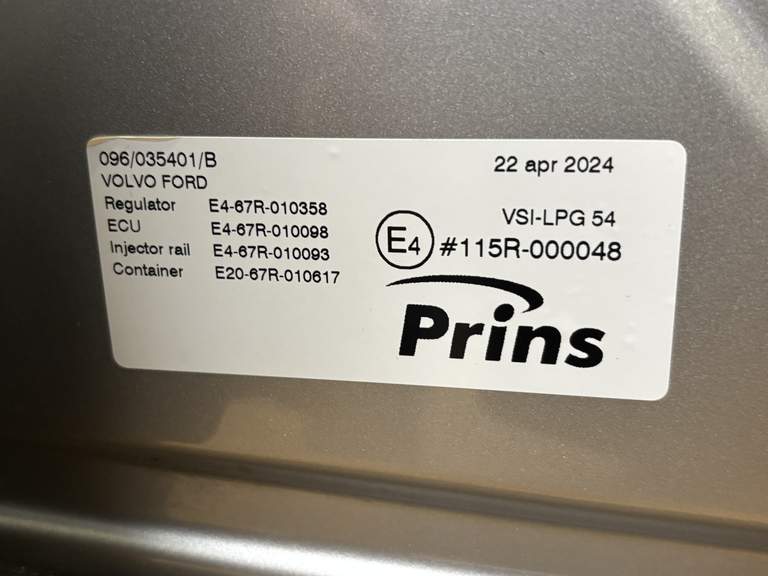 096/035401/B
VOLVO FORD
Regulator E4-67R-010358
ECU E4-67R-010098
Injector rail E4-67R-010093
Container E20-67R-010617
22 apr 2024
VSI-LPG 54
E4 #115R-000048
Prins